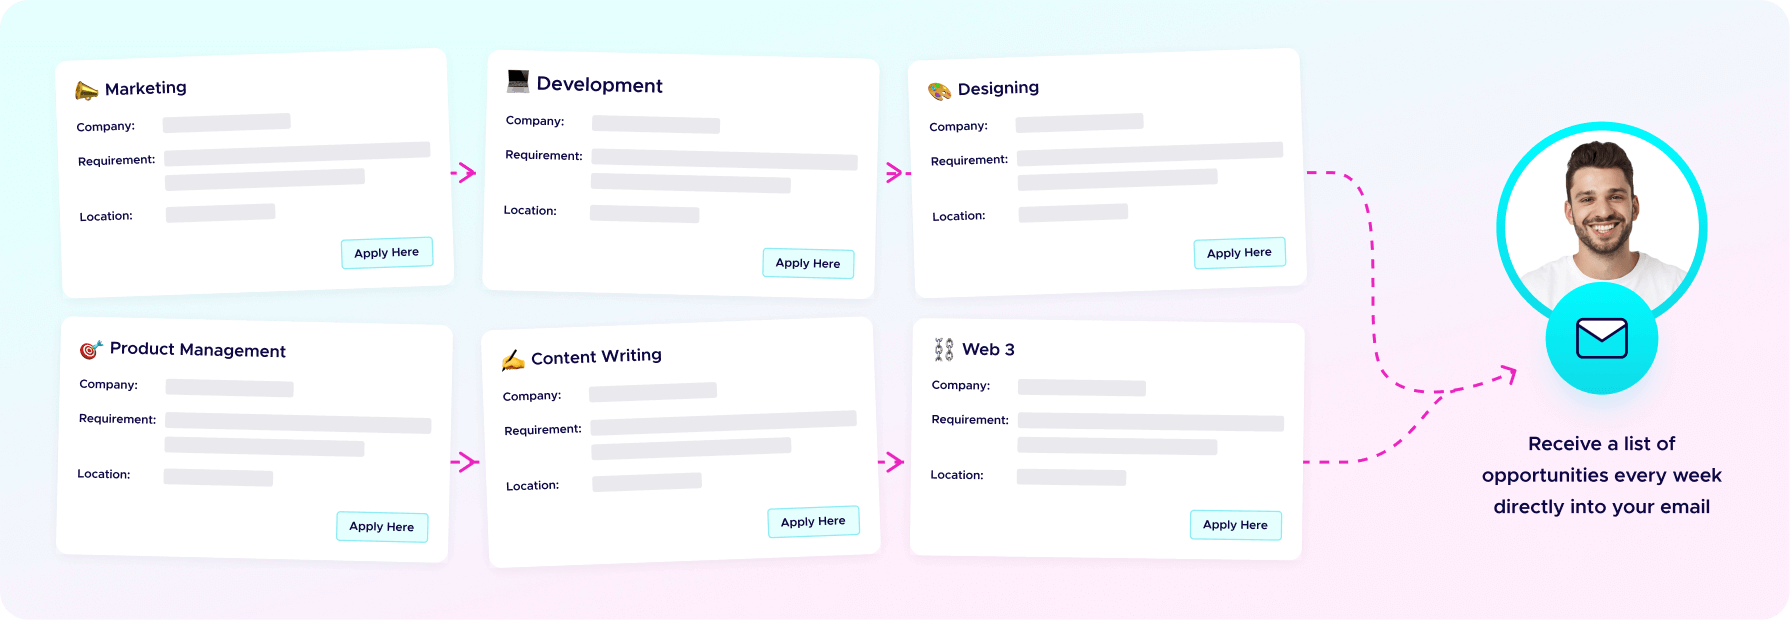 Marketing
Company:
Requirement:
Location:
Apply Here
Development
Company:
Requirement:
Location:
Apply Here
Designing
Company:
Requirement:
Location:
Apply Here
Product Management
Company:
Requirement:
Location:
Apply Here
Content Writing
Company:
Requirement:
Location:
Apply Here
Web 3
Company:
Requirement:
Location:
Apply Here
Receive a list of
opportunities every week
directly into your email